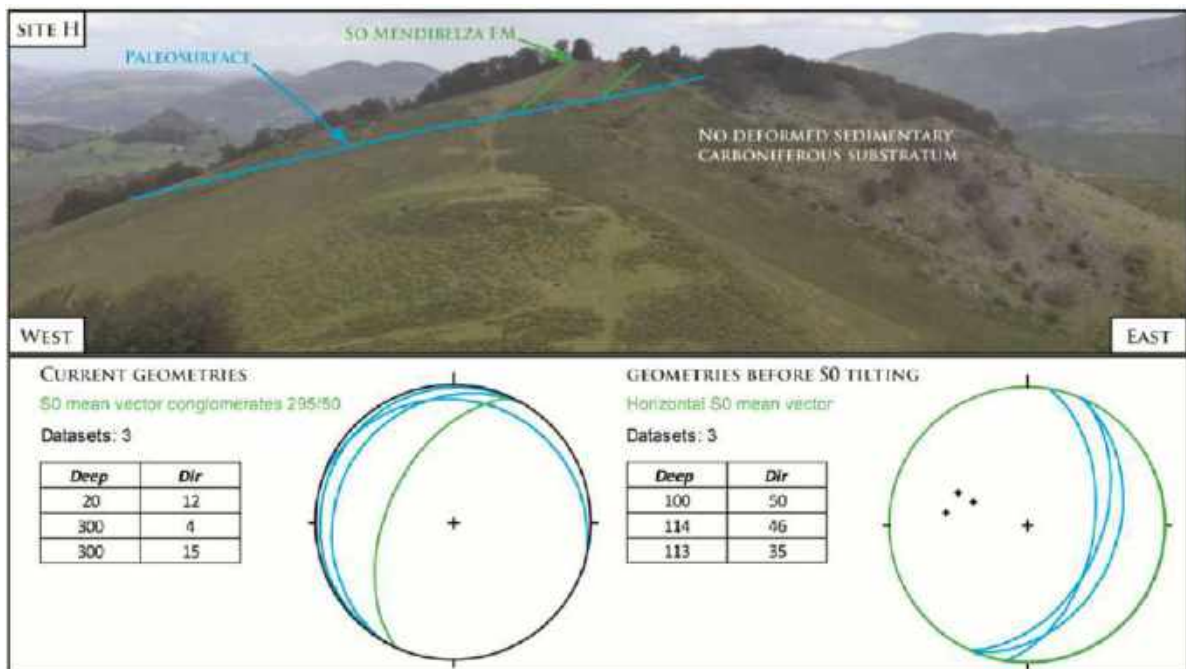 SITE H
S0 MENDIBELZA FM
PALEOSURFACE
NO DEFORMED SEDIMENTARY
CARBONIFEROUS SUBSTRATUM
WEST
EAST
CURRENT GEOMETRIES
S0 mean vector conglomerates 295/50
Datasets: 3
Deep Dir
20 12
300 4
300 15
GEOMETRIES BEFORE S0 TILTING
Horizontal S0 mean vector
Datasets: 3
Deep Dir
100 50
114 46
113 35